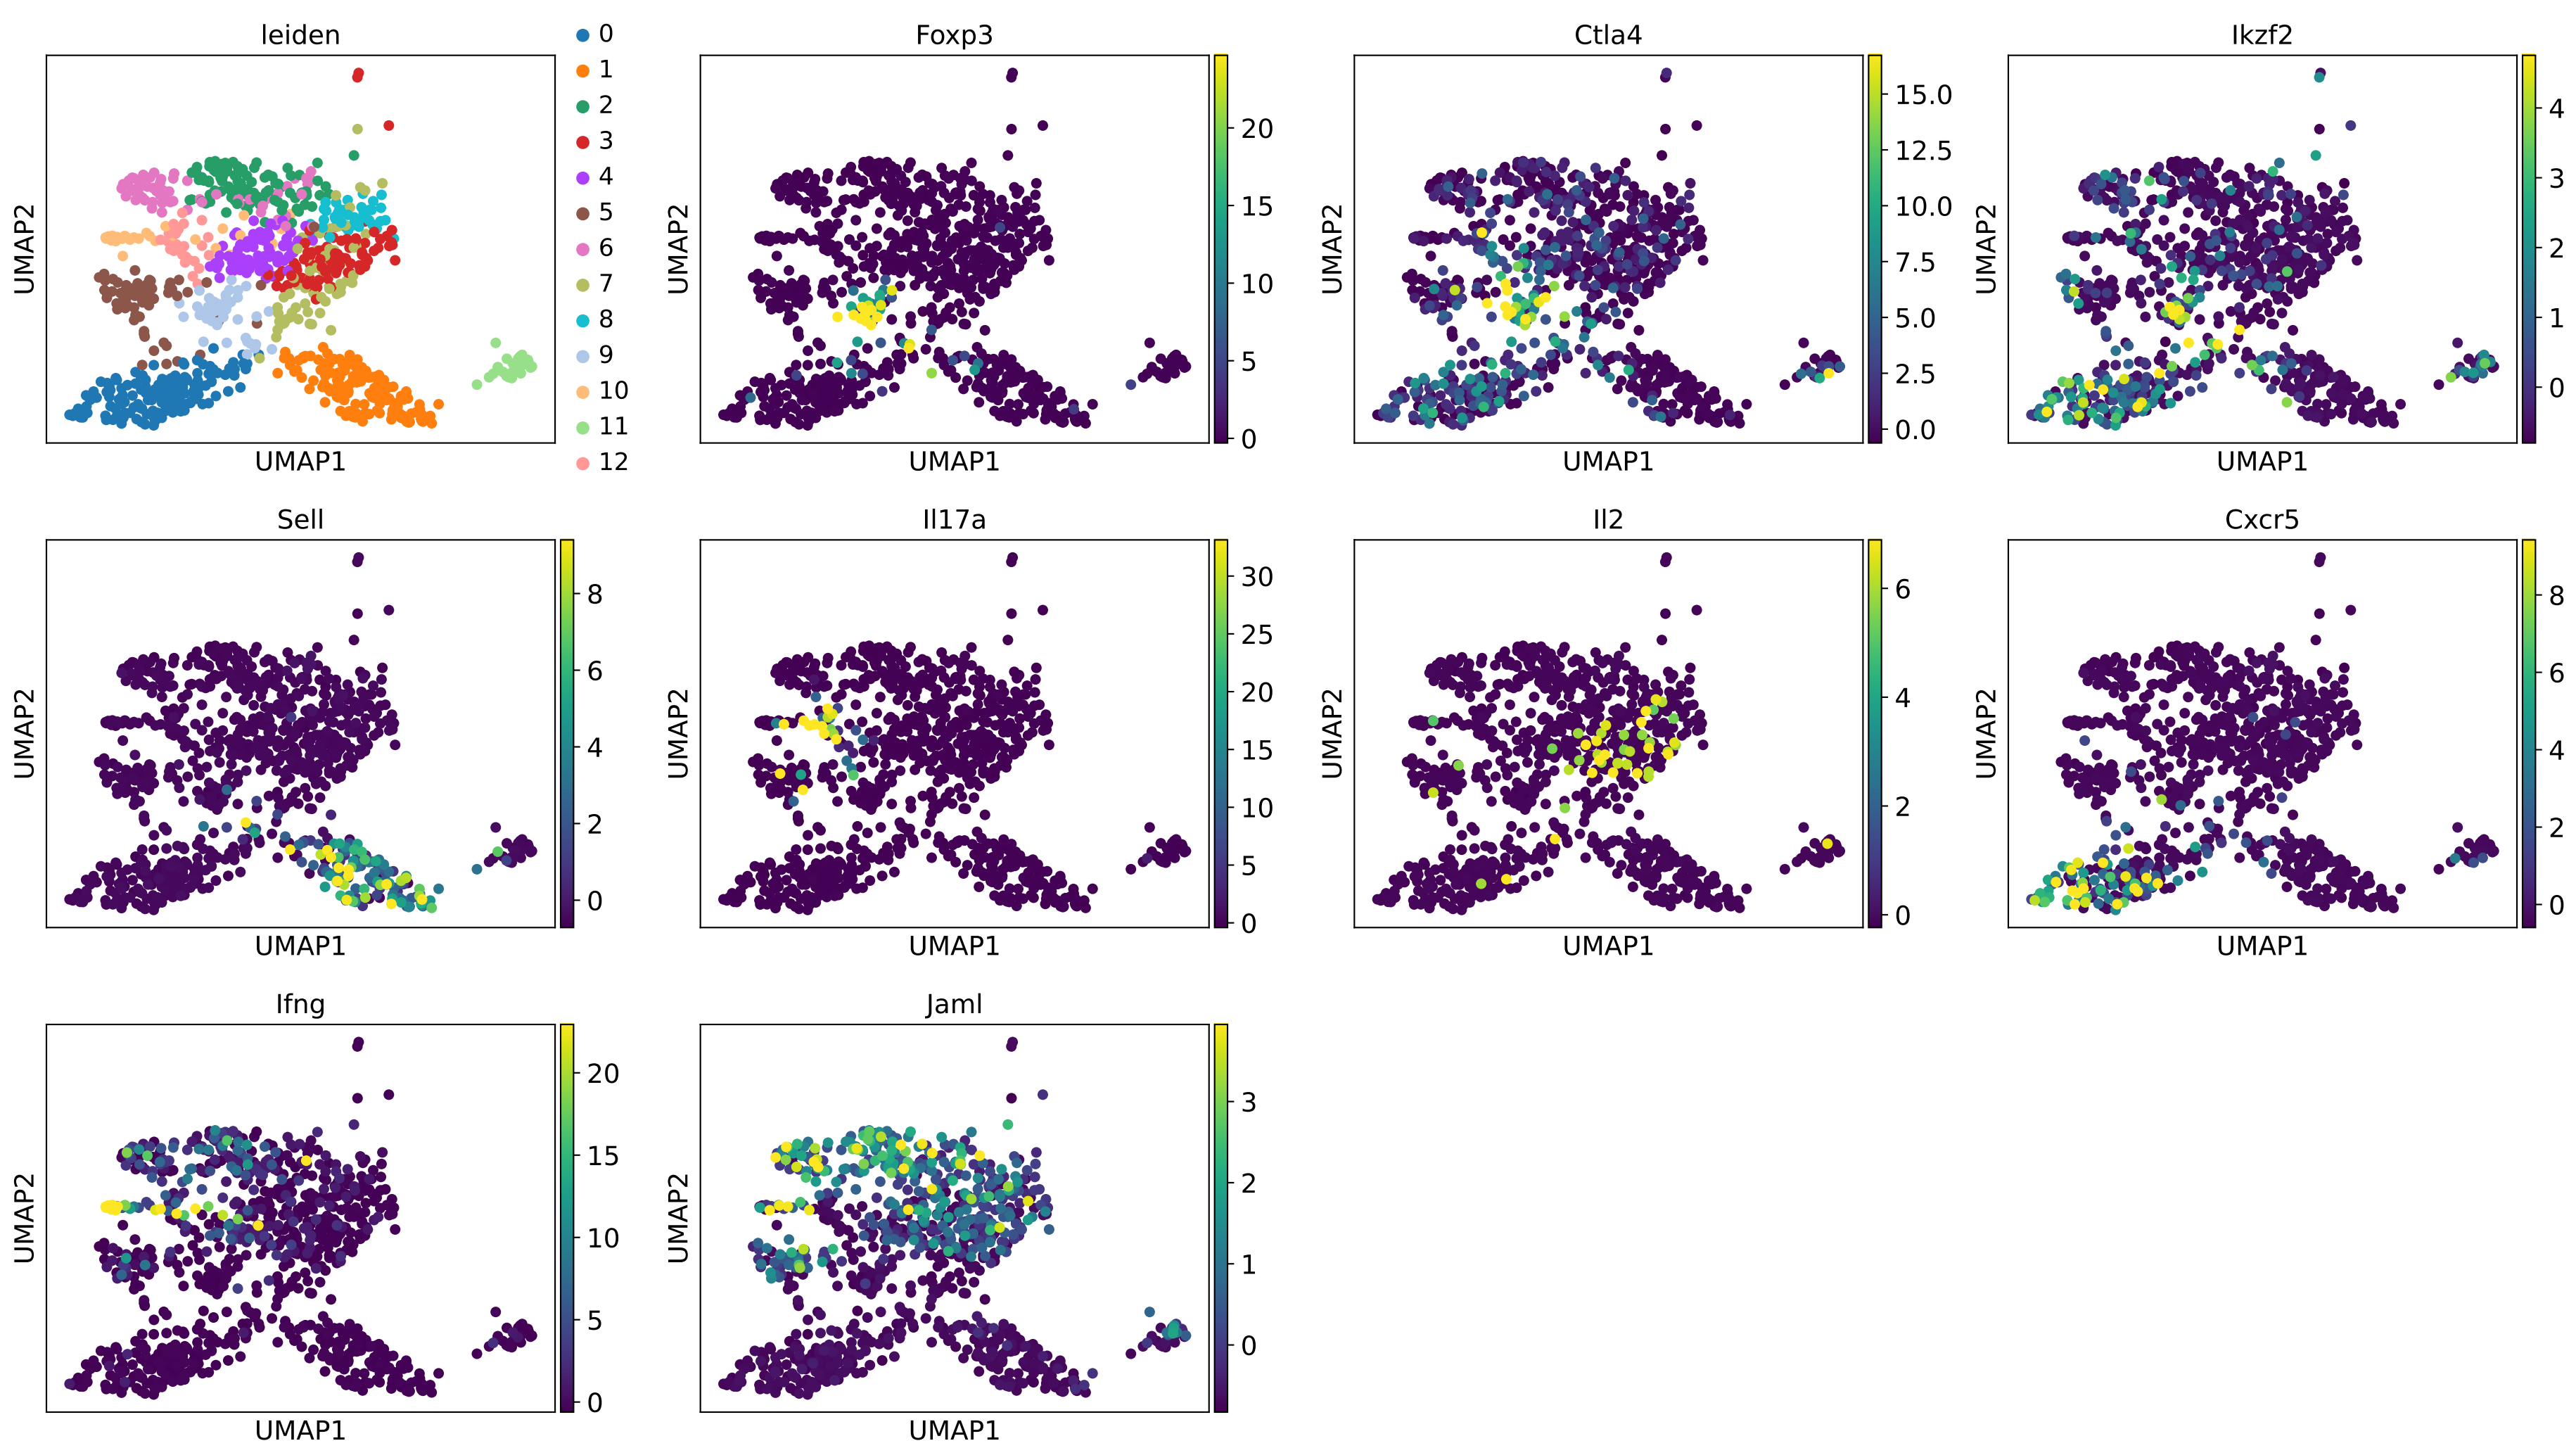 leiden
UMAP2
UMAP1
0
1
2
3
4
5
6
7
8
9
10
11
12
Foxp3
UMAP2
UMAP1
20
15
10
5
0
Ctla4
UMAP2
UMAP1
15.0
12.5
10.0
7.5
5.0
2.5
0.0
Ikzf2
UMAP2
UMAP1
4
3
2
1
0
Sell
UMAP2
UMAP1
8
6
4
2
0
Il17a
UMAP2
UMAP1
30
25
20
15
10
5
0
Il2
UMAP2
UMAP1
6
4
2
0
Cxcr5
UMAP2
UMAP1
8
6
4
2
0
Ifng
UMAP2
UMAP1
20
15
10
5
0
Jaml
UMAP2
UMAP1
3
2
1
0